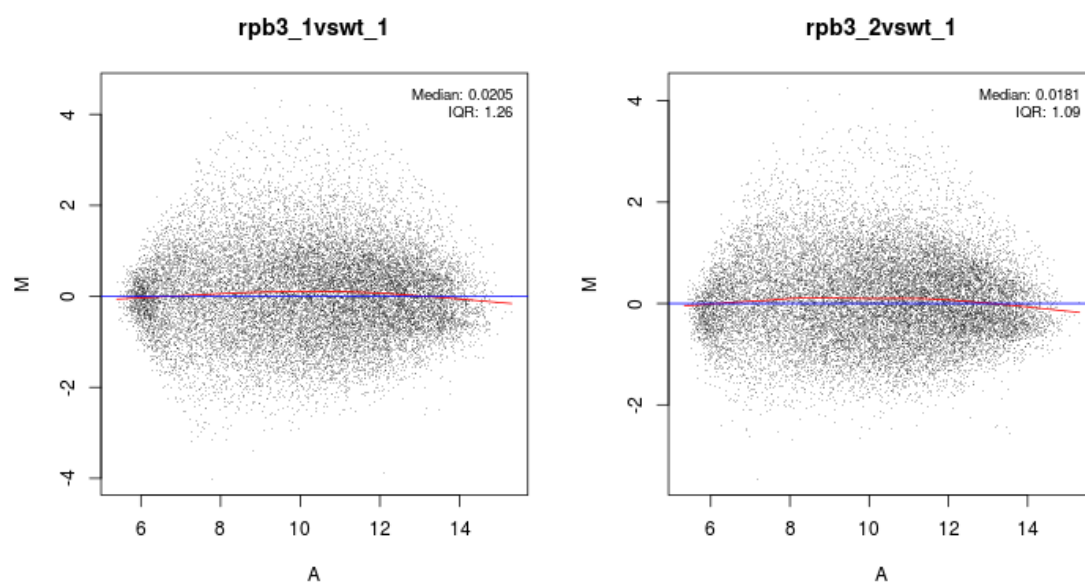 rpb3_1vswt_1
Median: 0.0205
IQR: 1.26
4
2
0
-2
-4
M
6
8
10
12
14
A
rpb3_2vswt_1
Median: 0.0181
IQR: 1.09
4
2
0
-2
M
6
8
10
12
14
A